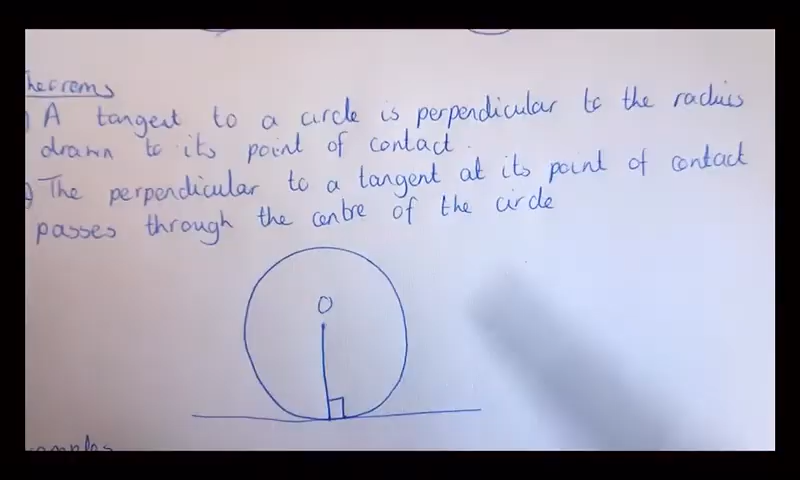 Theorems
) A tangent to a circle is perpendicular to the radius
drawn to its point of contact.
) The perpendicular to a tangent at its point of contact
passes through the centre of the circle
O